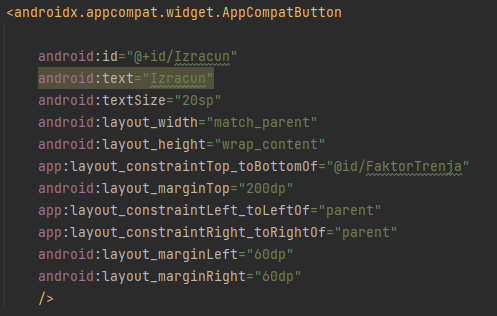 <androidx.appcompat.widget.AppCompatButton
android:id="@+id/Izracun"
android:text="Izracun"
android:textSize="20sp"
android:layout_width="match_parent"
android:layout_height="wrap_content"
app:layout_constraintTop_toBottomOf="@id/FaktorTrenja"
android:layout_marginTop="200dp"
app:layout_constraintLeft_toLeftOf="parent"
app:layout_constraintRight_toRightOf="parent"
android:layout_marginLeft="60dp"
android:layout_marginRight="60dp"
/>